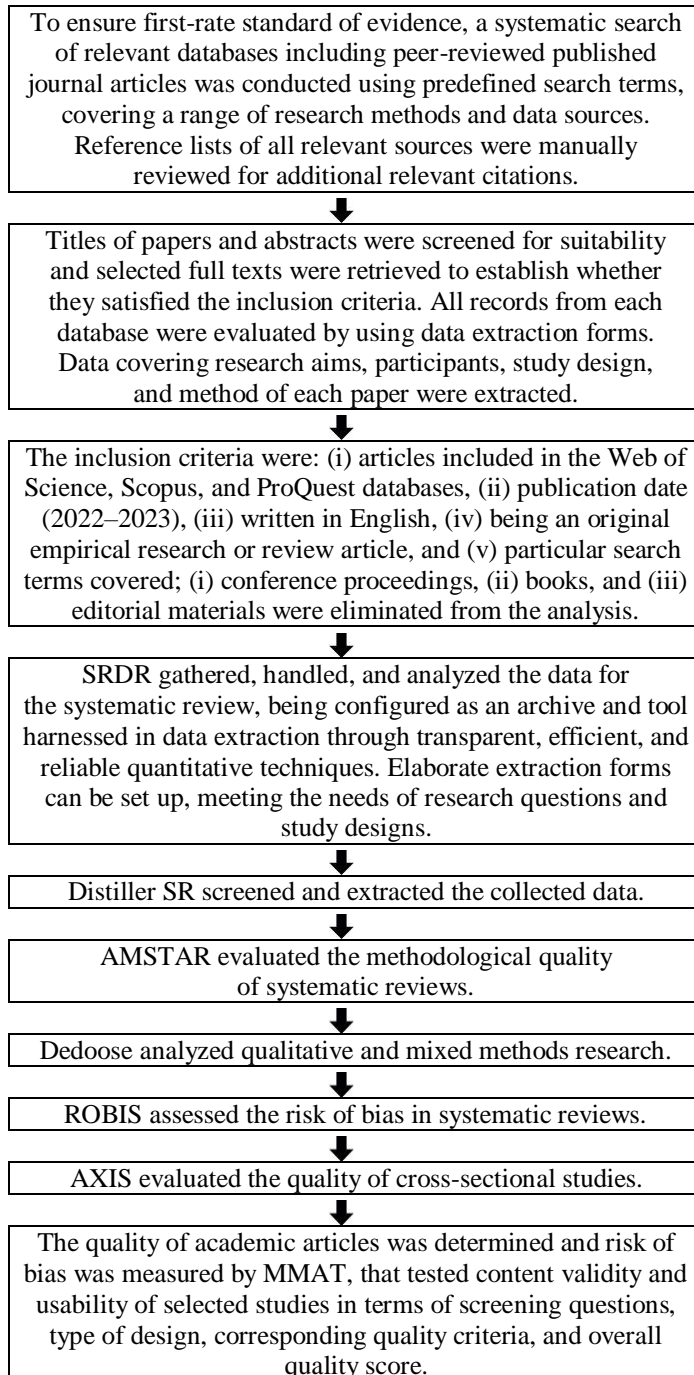 To ensure first-rate standard of evidence, a systematic search
of relevant databases including peer-reviewed published
journal articles was conducted using predefined search terms,
covering a range of research methods and data sources.
Reference lists of all relevant sources were manually
reviewed for additional relevant citations.
Titles of papers and abstracts were screened for suitability
and selected full texts were retrieved to establish whether
they satisfied the inclusion criteria. All records from each
database were evaluated by using data extraction forms.
Data covering research aims, participants, study design,
and method of each paper were extracted.
The inclusion criteria were: (i) articles included in the Web of
Science, Scopus, and ProQuest databases, (ii) publication date
(2022–2023), (iii) written in English, (iv) being an original
empirical research or review article, and (v) particular search
terms covered; (i) conference proceedings, (ii) books, and (iii)
editorial materials were eliminated from the analysis.
SRDR gathered, handled, and analyzed the data for
the systematic review, being configured as an archive and tool
harnessed in data extraction through transparent, efficient, and
reliable quantitative techniques. Elaborate extraction forms
can be set up, meeting the needs of research questions and
study designs.
Distiller SR screened and extracted the collected data.
AMSTAR evaluated the methodological quality
of systematic reviews.
Dedoose analyzed qualitative and mixed methods research.
ROBIS assessed the risk of bias in systematic reviews.
AXIS evaluated the quality of cross-sectional studies.
The quality of academic articles was determined and risk of
bias was measured by MMAT, that tested content validity and
usability of selected studies in terms of screening questions,
type of design, corresponding quality criteria, and overall
quality score.